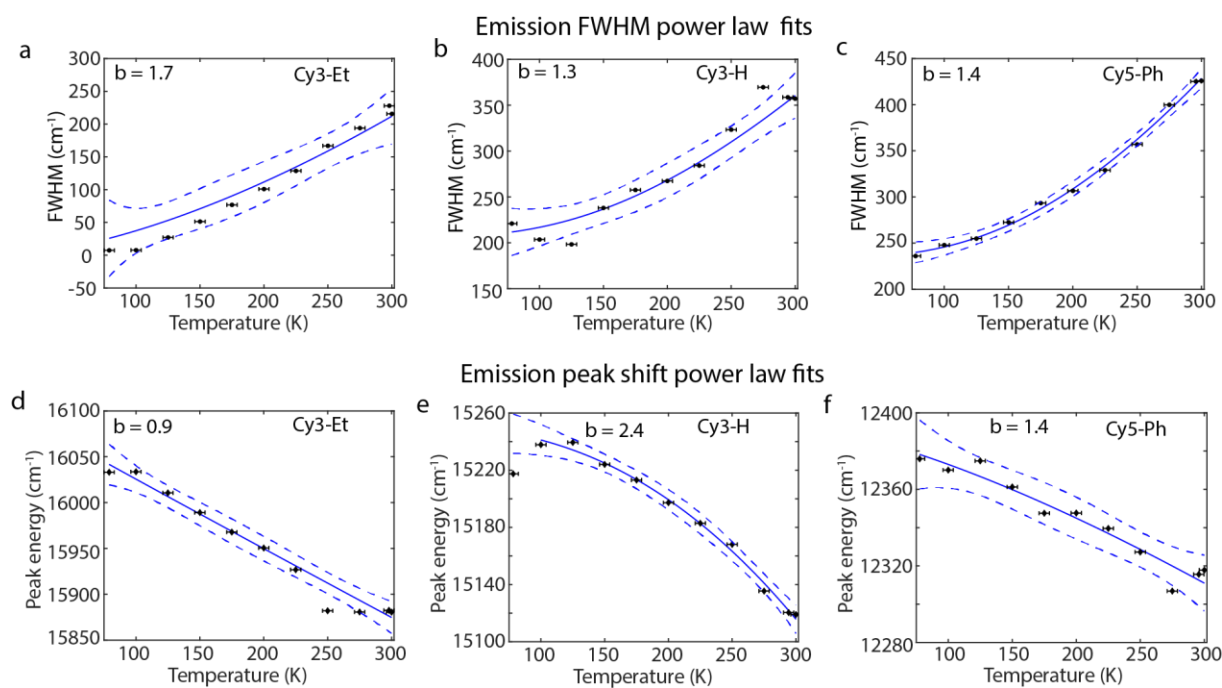 Emission FWHM power law fits
a
b = 1.7
Cy3-Et
FWHM (cm⁻¹)
300
250
200
150
100
50
0
-50
100 150 200 250 300
Temperature (K)
b
b = 1.3
Cy3-H
FWHM (cm⁻¹)
400
350
300
250
200
150
100 150 200 250 300
Temperature (K)
c
b = 1.4
Cy5-Ph
FWHM (cm⁻¹)
450
400
350
300
250
200
100 150 200 250 300
Temperature (K)
Emission peak shift power law fits
d
b = 0.9
Cy3-Et
Peak energy (cm⁻¹)
16100
16050
16000
15950
15900
15850
100 150 200 250 300
Temperature (K)
e
b = 2.4
Cy3-H
Peak energy (cm⁻¹)
15260
15220
15180
15140
15100
100 150 200 250 300
Temperature (K)
f
b = 1.4
Cy5-Ph
Peak energy (cm⁻¹)
12400
12360
12320
12280
100 150 200 250 300
Temperature (K)